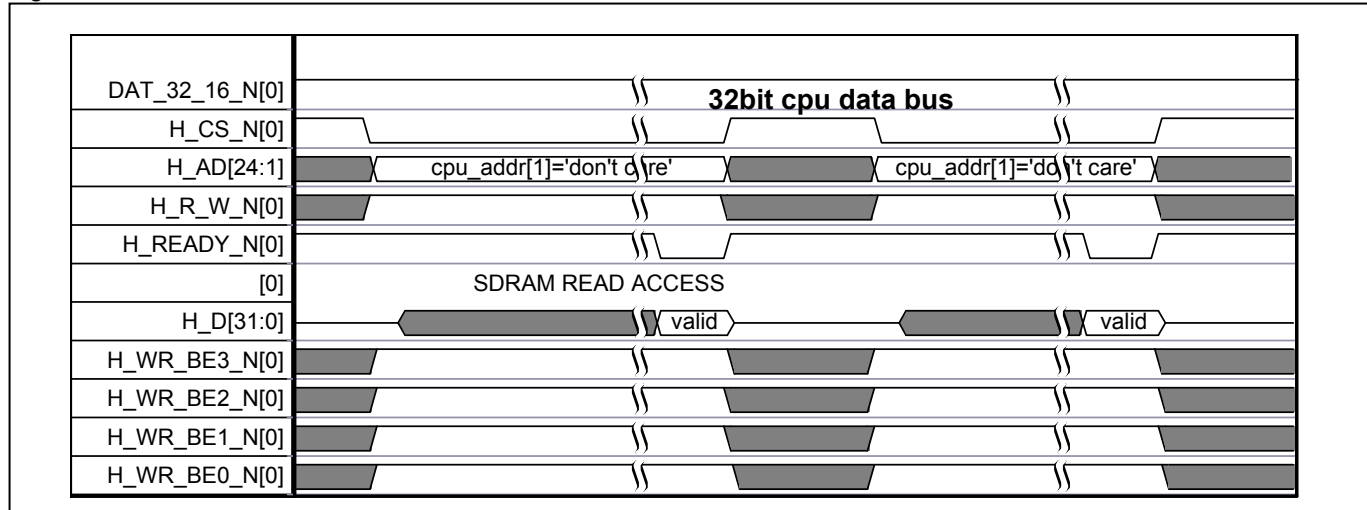 DAT_32_16_N[0]
32bit cpu data bus
H_CS_N[0]
H_AD[24:1] cpu_addr[1]='don't care' cpu_addr[1]='don't care'
H_R_W_N[0]
H_READY_N[0]
[0] SDRAM READ ACCESS
H_D[31:0] valid valid
H_WR_BE3_N[0]
H_WR_BE2_N[0]
H_WR_BE1_N[0]
H_WR_BE0_N[0]